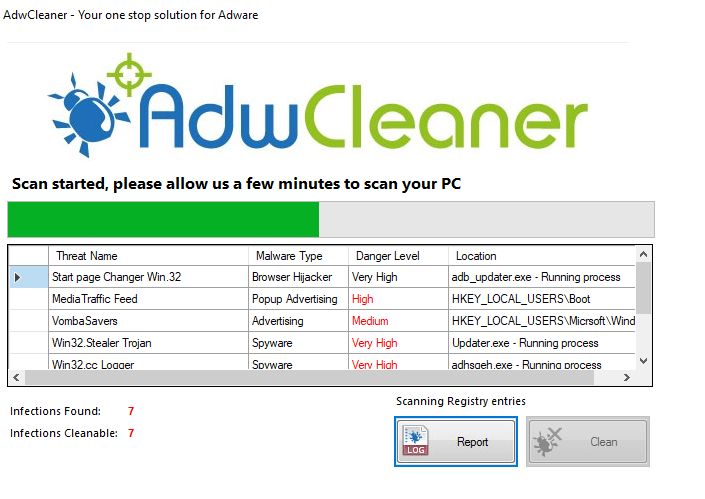 AdwCleaner - Your one stop solution for Adware
AdwCleaner
Scan started, please allow us a few minutes to scan your PC
Threat Name Malware Type Danger Level Location
Start page Changer Win.32 Browser Hijacker Very High adb_updater.exe - Running process
MediaTraffic Feed Popup Advertising High HKEY_LOCAL_USERS\Boot
VombaSavers Advertising Medium HKEY_LOCAL_USERS\Micrsoft\Wind
Win32.Stealer Trojan Spyware Very High Updater.exe - Running process
Win32.cc Logger Spyware Very High adhsgeh.exe - Running process
Infections Found: 7
Infections Cleanable: 7
Scanning Registry entries
LOG Report Clean